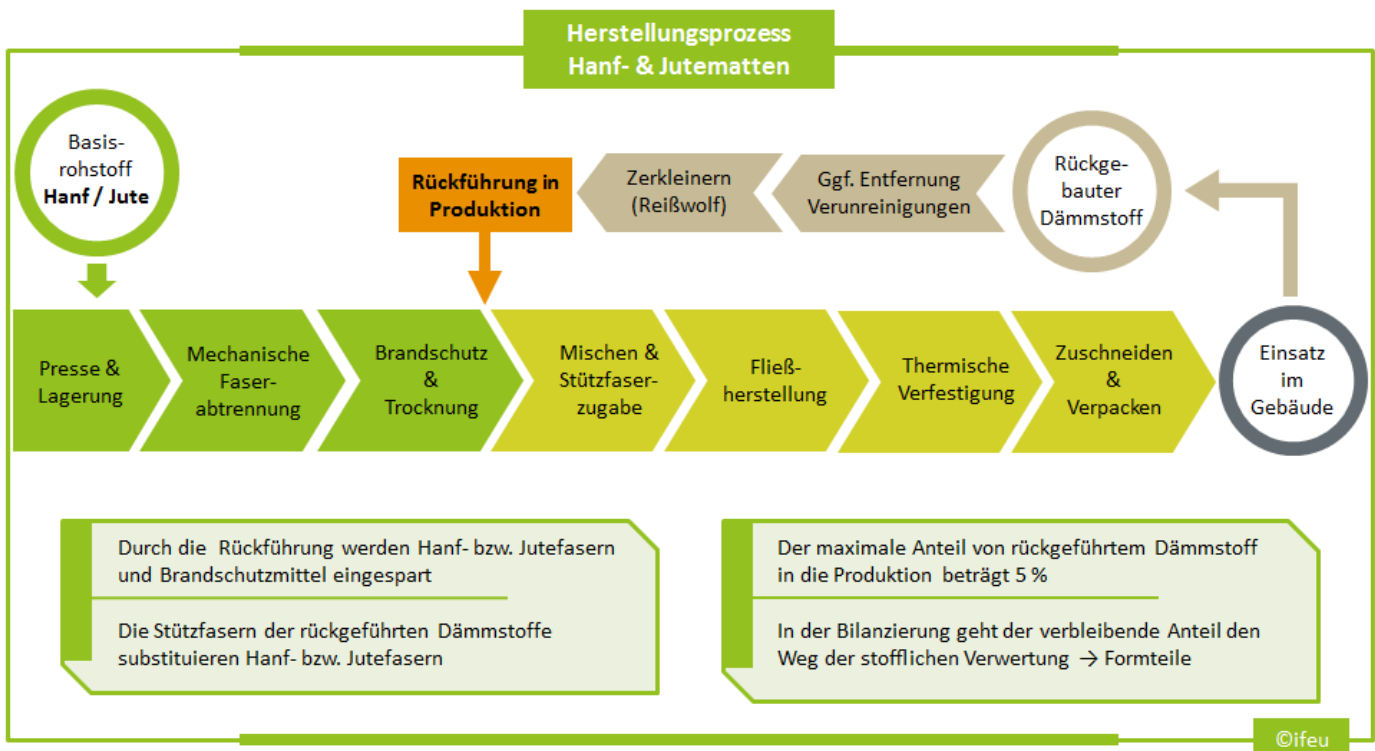 Herstellungsprozess
Hanf- & Jutematten
Basis-
rohstoff
Hanf / Jute
Rückführung in
Produktion
Zerkleinern
(Reißwolf)
Ggf. Entfernung
Verunreinigungen
Rückge-
bauter
Dämmstoff
Presse &
Lagerung
Mechanische
Faser-
abtrennung
Brandschutz
&
Trocknung
Mischen &
Stützfaser-
zugabe
Fließ-
herstellung
Thermische
Verfestigung
Zuschneiden
&
Verpacken
Einsatz
im
Gebäude
Durch die Rückführung werden Hanf- bzw. Jutefasern
und Brandschutzmittel eingespart
Die Stützfasern der rückgeführten Dämmstoffe
substituieren Hanf- bzw. Jutefasern
Der maximale Anteil von rückgeführtem Dämmstoff
in die Produktion beträgt 5 %
In der Bilanzierung geht der verbleibende Anteil den
Weg der stofflichen Verwertung → Formteile
©ifeu